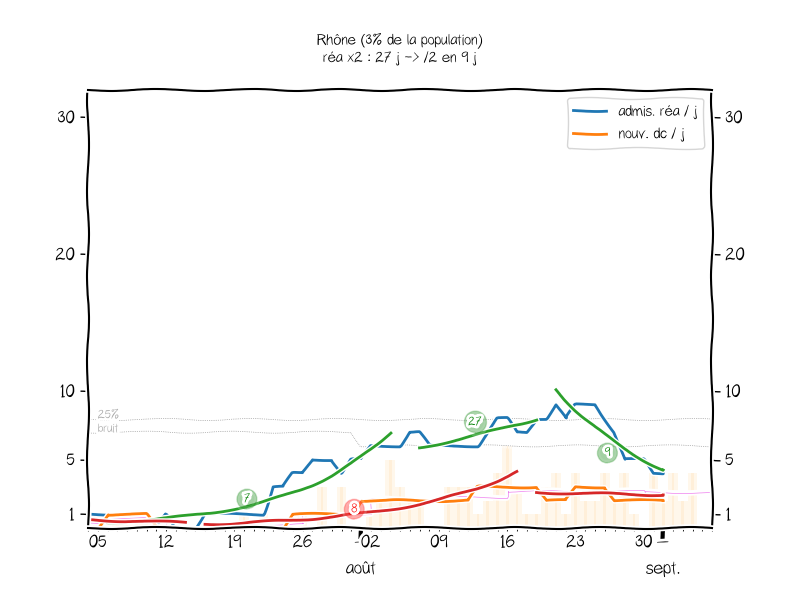 Rhône (3% de la population)
réa x2 : 27 j -> /2 en 9 j
admis. réa / j
nouv. dc / j
30
30
20
20
10
10
25%
bruit
27
9
5
5
7
8
1
1
05 12 19 26 02 09 16 23 30
août sept.